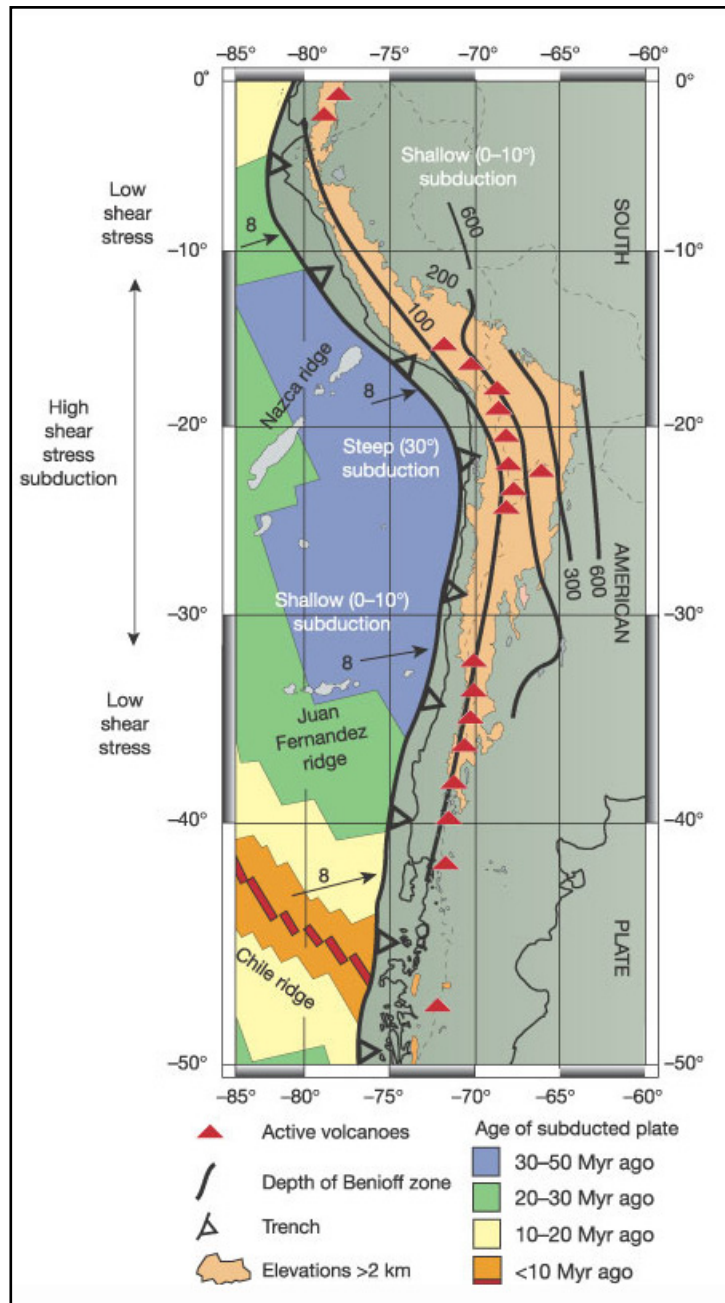 −85° −80° −75° −70° −65° −60°
0° 0°
Shallow (0–10°)
subduction
600
SOUTH
Low
shear
stress
8
−10° −10°
200
100
Nazca ridge
8
High
shear
stress
subduction
−20° −20°
Steep (30°)
subduction
300
600
AMERICAN
Shallow (0–10°)
subduction
−30° −30°
8
Low
shear
stress
Juan
Fernandez
ridge
−40° −40°
8
PLATE
Chile ridge
−50° −50°
−85° −80° −75° −70° −65° −60°
Active volcanoes
Depth of Benioff zone
Trench
Elevations >2 km
Age of subducted plate
30–50 Myr ago
20–30 Myr ago
10–20 Myr ago
<10 Myr ago